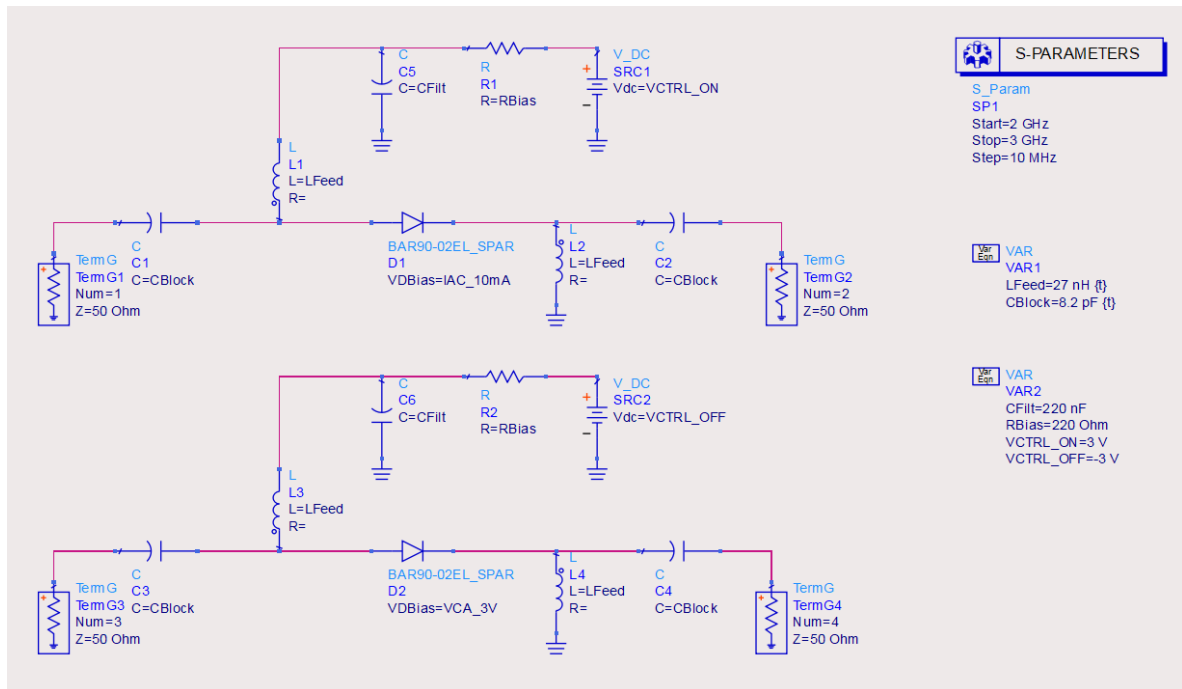 C
C5
C=CFilt
R
R1
R=RBias
V_DC
SRC1
Vdc=VCTRL_ON
S-PARAMETERS
S_Param
SP1
Start=2 GHz
Stop=3 GHz
Step=10 MHz
L
L1
L=LFeed
R=
TermG
TermG1
Num=1
Z=50 Ohm
C
C1
C=CBlock
BAR90-02EL_SPAR
D1
VDBias=IAC_10mA
L
L2
L=LFeed
R=
C
C2
C=CBlock
TermG
TermG2
Num=2
Z=50 Ohm
Var
Eqn
VAR
VAR1
LFeed=27 nH {t}
CBlock=8.2 pF {t}
C
C6
C=CFilt
R
R2
R=RBias
V_DC
SRC2
Vdc=VCTRL_OFF
Var
Eqn
VAR
VAR2
CFilt=220 nF
RBias=220 Ohm
VCTRL_ON=3 V
VCTRL_OFF=-3 V
L
L3
L=LFeed
R=
TermG
TermG3
Num=3
Z=50 Ohm
C
C3
C=CBlock
BAR90-02EL_SPAR
D2
VDBias=VCA_3V
L
L4
L=LFeed
R=
C
C4
C=CBlock
TermG
TermG4
Num=4
Z=50 Ohm